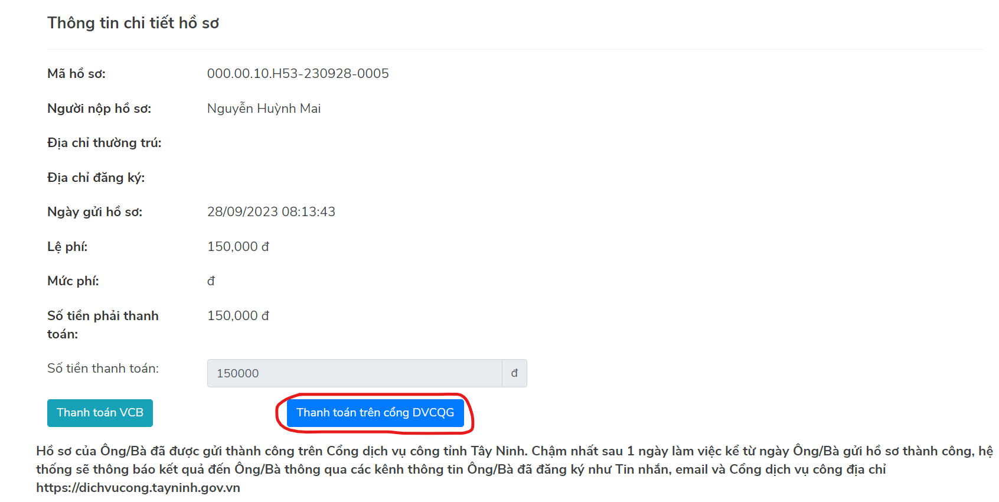 Thông tin chi tiết hồ sơ
Mã hồ sơ: 000.00.10.H53-230928-0005
Người nộp hồ sơ: Nguyễn Huỳnh Mai
Địa chỉ thường trú:
Địa chỉ đăng ký:
Ngày gửi hồ sơ: 28/09/2023 08:13:43
Lệ phí: 150,000 đ
Mức phí: đ
Số tiền phải thanh toán: 150,000 đ
Số tiền thanh toán: 150000 đ
Thanh toán VCB Thanh toán trên cổng DVCQG
Hồ sơ của Ông/Bà đã được gửi thành công trên Cổng dịch vụ công tỉnh Tây Ninh. Chậm nhất sau 1 ngày làm việc kể từ ngày Ông/Bà gửi hồ sơ thành công, hệ
thống sẽ thông báo kết quả đến Ông/Bà thông qua các kênh thông tin Ông/Bà đã đăng ký như Tin nhắn, email và Cổng dịch vụ công địa chỉ
https://dichvucong.tayninh.gov.vn